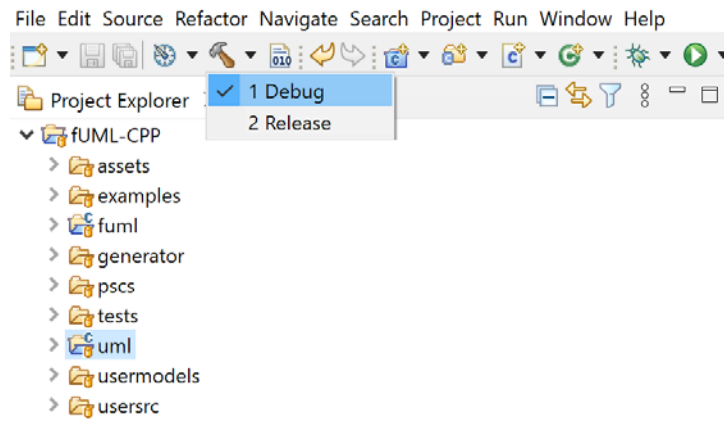 File Edit Source Refactor Navigate Search Project Run Window Help
010
1 Debug
2 Release
Project Explorer
fUML-CPP
assets
examples
fuml
generator
pscs
tests
uml
usermodels
usersrc